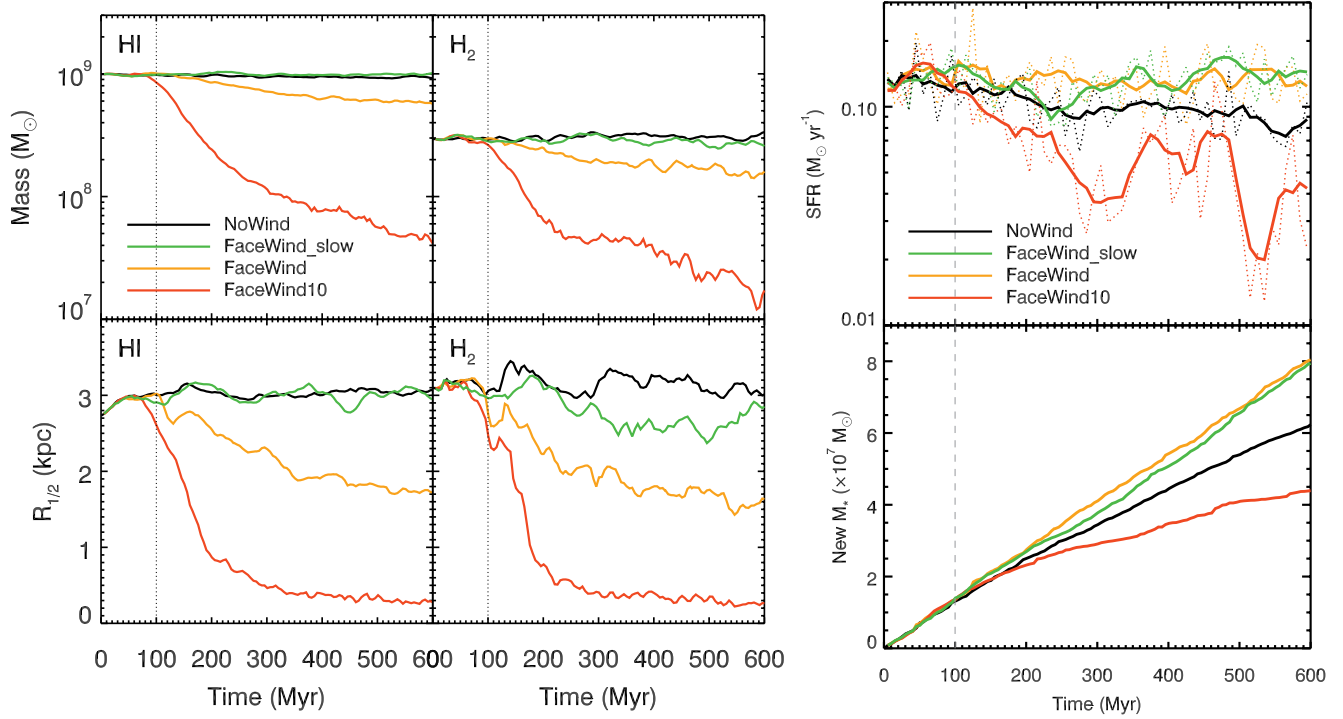 HI
H2
10^9
10^8
10^7
Mass (M☉)
NoWind
FaceWind_slow
FaceWind
FaceWind10
HI
H2
4
3
2
1
0
R1/2 (kpc)
0 100 200 300 400 500 600
0 100 200 300 400 500 600
Time (Myr)
Time (Myr)
0.10
0.01
SFR (M☉ yr^-1)
NoWind
FaceWind_slow
FaceWind
FaceWind10
8
6
4
2
0
New M* (×10^7 M☉)
0 100 200 300 400 500 600
Time (Myr)